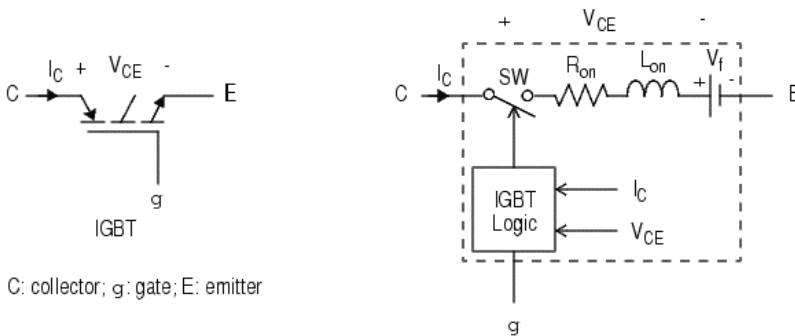 I_C + V_CE -
C E
g
IGBT
C: collector; g: gate; E: emitter
+ V_CE -
I_C SW R_on L_on V_f
C + - E
IGBT
Logic
I_C
V_CE
g